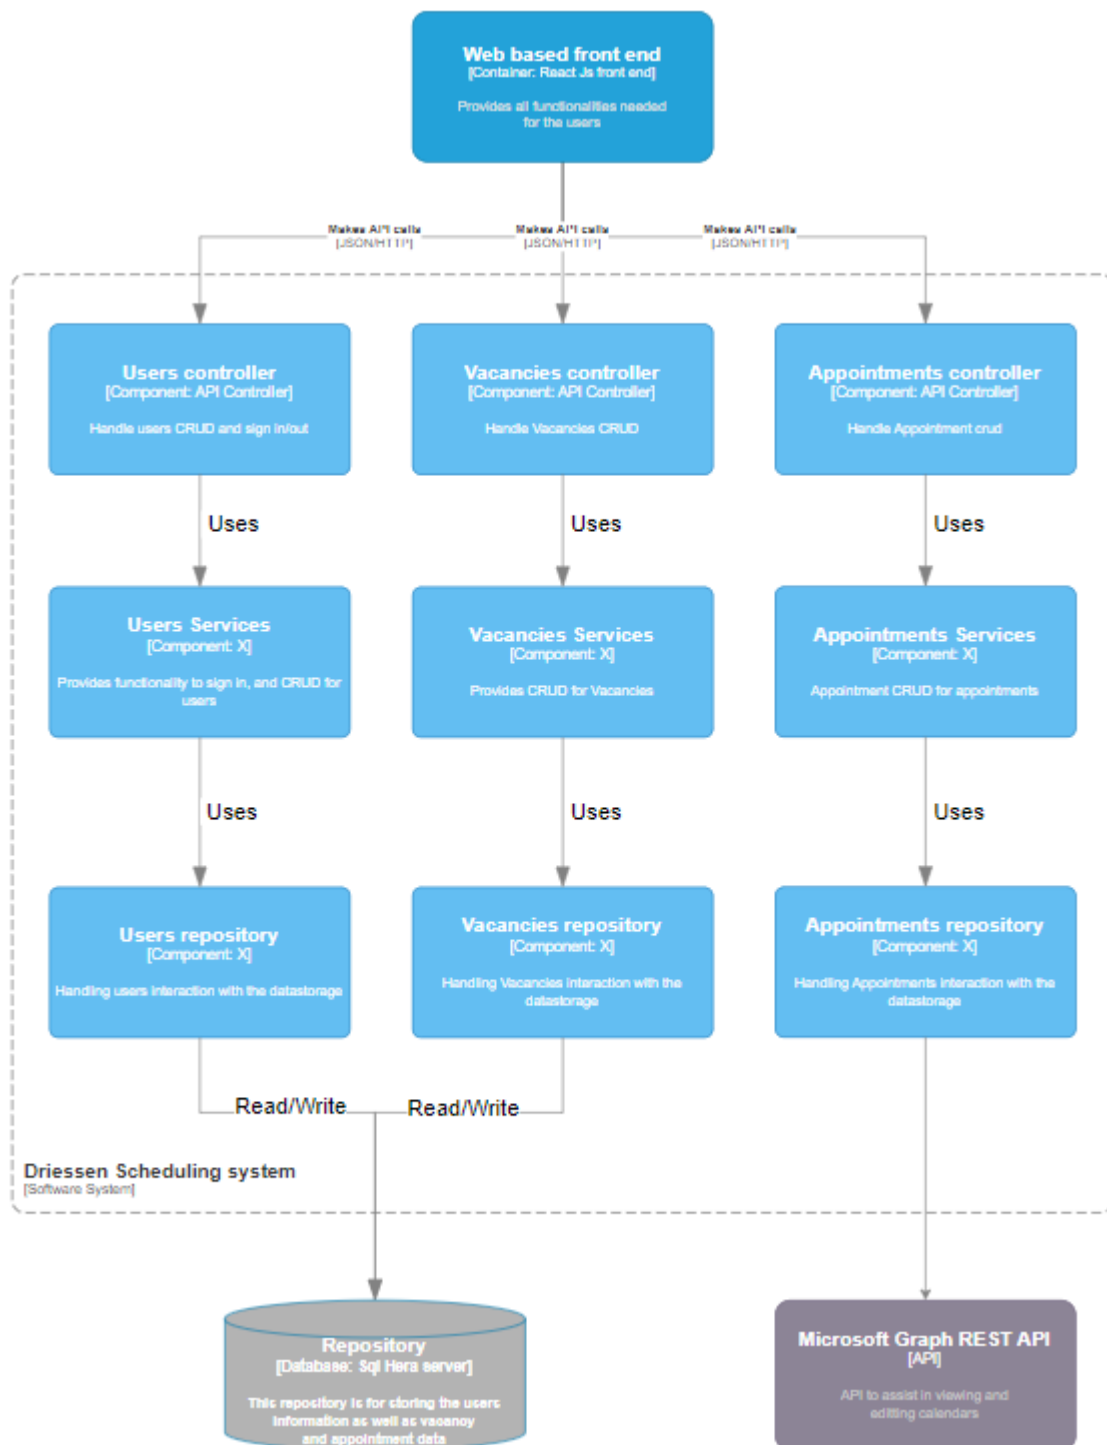 Web based front end
[Container: React Js front end]
Provides all functionalities needed
for the users
Makes API calls
[JSON/HTTP]
Makes API calls
[JSON/HTTP]
Makes API calls
[JSON/HTTP]
Users controller
[Component: API Controller]
Handle users CRUD and sign in/out
Vacancies controller
[Component: API Controller]
Handle Vacancies CRUD
Appointments controller
[Component: API Controller]
Handle Appointment crud
Uses
Uses
Uses
Users Services
[Component: X]
Provides functionality to sign in, and CRUD for
users
Vacancies Services
[Component: X]
Provides CRUD for Vacancies
Appointments Services
[Component: X]
Appointment CRUD for appointments
Uses
Uses
Uses
Users repository
[Component: X]
Handling users interaction with the datastorage
Vacancies repository
[Component: X]
Handling Vacancies interaction with the
datastorage
Appointments repository
[Component: X]
Handling Appointments interaction with the
datastorage
Read/Write
Read/Write
Driessen Scheduling system
[Software System]
Repository
[Database: Sql Hera server]
This repository is for storing the users
information as well as vacancy
and appointment data
Microsoft Graph REST API
[API]
API to assist in viewing and
editting calendars